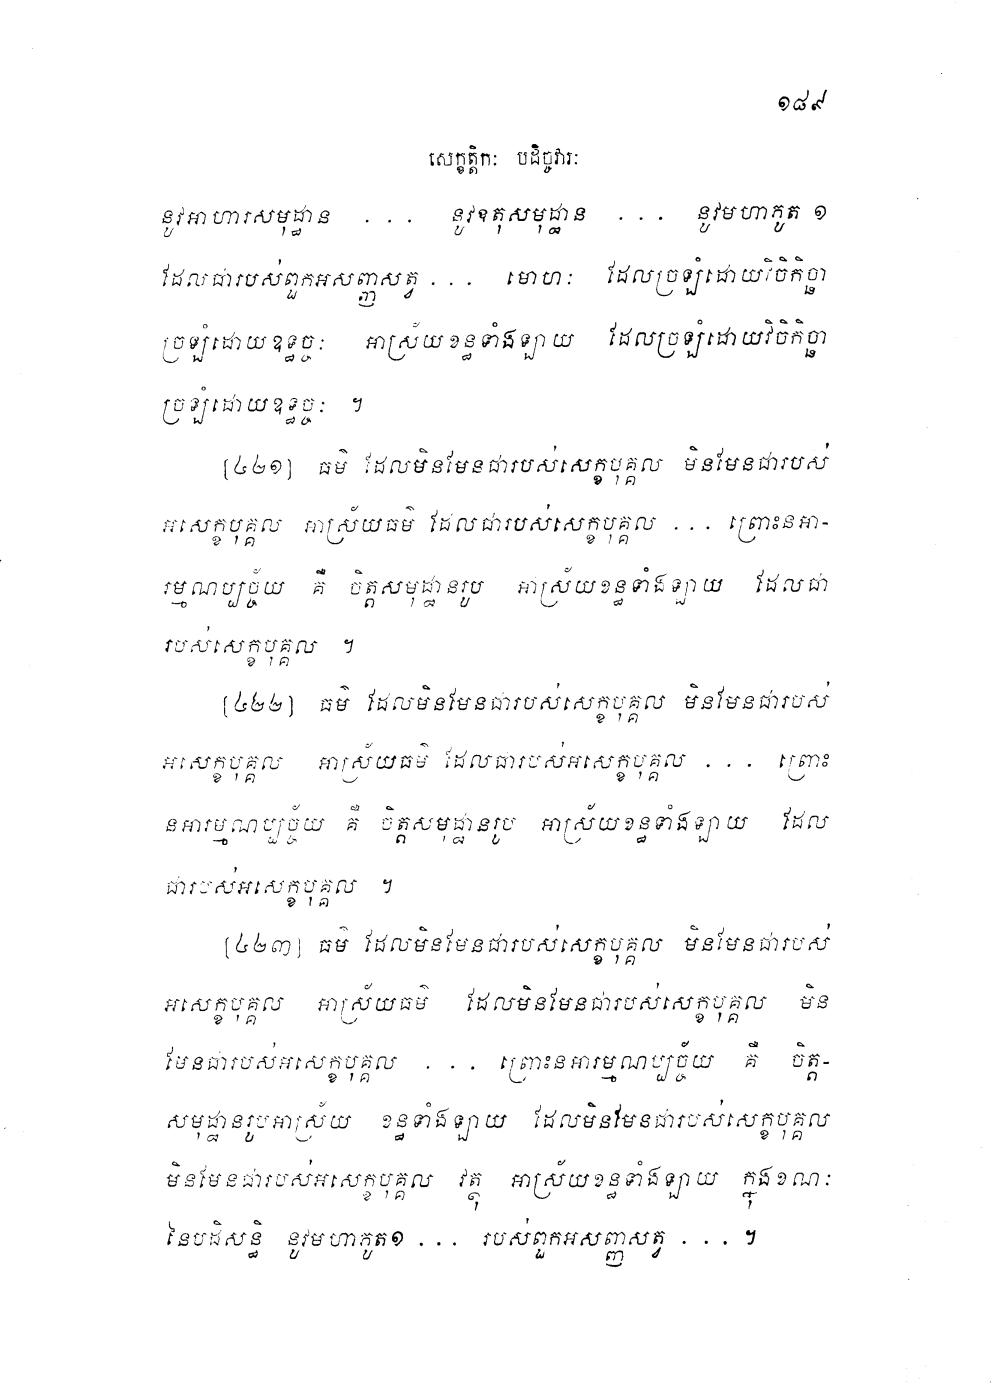 ១៨៩
សេក្ខត្តិកៈ បដិច្ចវារៈ
នូវអាហារសមុដ្ឋាន . . . នូវឧតុសមុដ្ឋាន . . . នូវមហាភូត ១
ដែលជារបស់ពួកអសញ្ញសត្វ . . . មោហៈ ដែលច្រឡំដោយវិចិកិច្ឆា
ច្រឡំដោយឧទ្ធច្ចៈ អាស្រ័យខន្ធទាំងឡាយ ដែលច្រឡំដោយវិចិកិច្ឆា
ច្រឡំដោយឧទ្ធច្ចៈ ។
[៤២១] ធម៌ ដែលមិនមែនជារបស់សេក្ខបុគ្គល មិនមែនជារបស់
អសេក្ខបុគ្គល អាស្រ័យធម៌ ដែលជារបស់សេក្ខបុគ្គល . . . ព្រោះនអា-
រម្មណប្បច្ច័យ គឺ ចិត្តសមុដ្ឋានរូប អាស្រ័យខន្ធទាំងឡាយ ដែលជា
របស់សេក្ខបុគ្គល ។
[៤២២] ធម៌ ដែលមិនមែនជារបស់សេក្ខបុគ្គល មិនមែនជារបស់
អសេក្ខបុគ្គល អាស្រ័យធម៌ ដែលជារបស់អសេក្ខបុគ្គល . . . ព្រោះ
នអារម្មណប្បច្ច័យ គឺ ចិត្តសមុដ្ឋានរូប អាស្រ័យខន្ធទាំងឡាយ ដែល
ជារបស់អសេក្ខបុគ្គល ។
[៤២៣] ធម៌ ដែលមិនមែនជារបស់សេក្ខបុគ្គល មិនមែនជារបស់
អសេក្ខបុគ្គល អាស្រ័យធម៌ ដែលមិនមែនជារបស់សេក្ខបុគ្គល មិន
មែនជារបស់អសេក្ខបុគ្គល . . . ព្រោះនអារម្មណប្បច្ច័យ គឺ ចិត្ត-
សមុដ្ឋានរូបអាស្រ័យ ខន្ធទាំងឡាយ ដែលមិនមែនជារបស់សេក្ខបុគ្គល
មិនមែនជារបស់អសេក្ខបុគ្គល វត្ថុ អាស្រ័យខន្ធទាំងឡាយ ក្នុងខណៈ
នៃបដិសន្ធិ នូវមហាភូត១ . . . របស់ពួកអសញ្ញសត្វ . . . ។